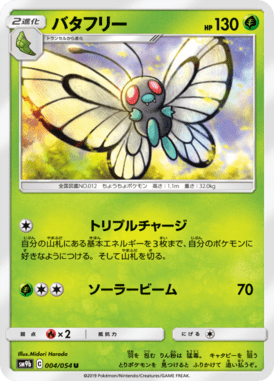 2進化
バタフリー
HP 130
トランセルから進化
全国図鑑NO.012 ちょうちょポケモン 高さ:1.1m 重さ:32.0kg
トリプルチャージ
自分の山札にある基本エネルギーを3枚まで、自分のポケモンに
好きなようにつける。そして山札を切る。
ソーラービーム 70
弱点 ×2 抵抗力 にげる
Illus.Midori Harada
sm9b C 004/054 U
©2019 Pokémon/Nintendo/Creatures/GAME FREAK.